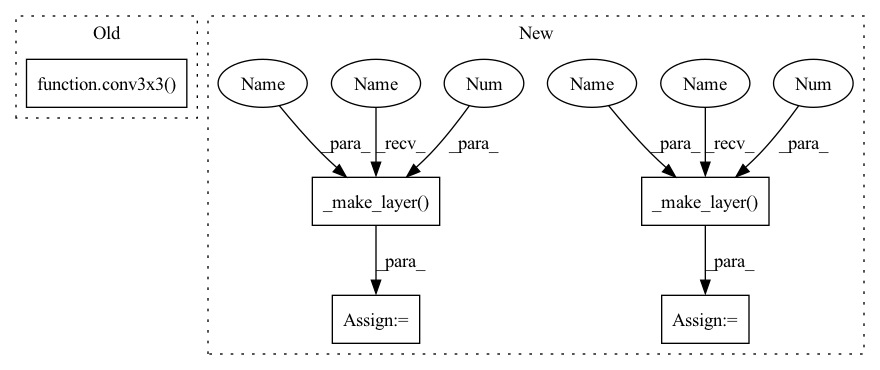 Old
New
function.conv3x3()
Name
Name
Num
Name
Name
Num
_para_
_recv_
_para_
_para_
_recv_
_para_
_make_layer()
_make_layer()
_para_
_para_
Assign:=
Assign:=